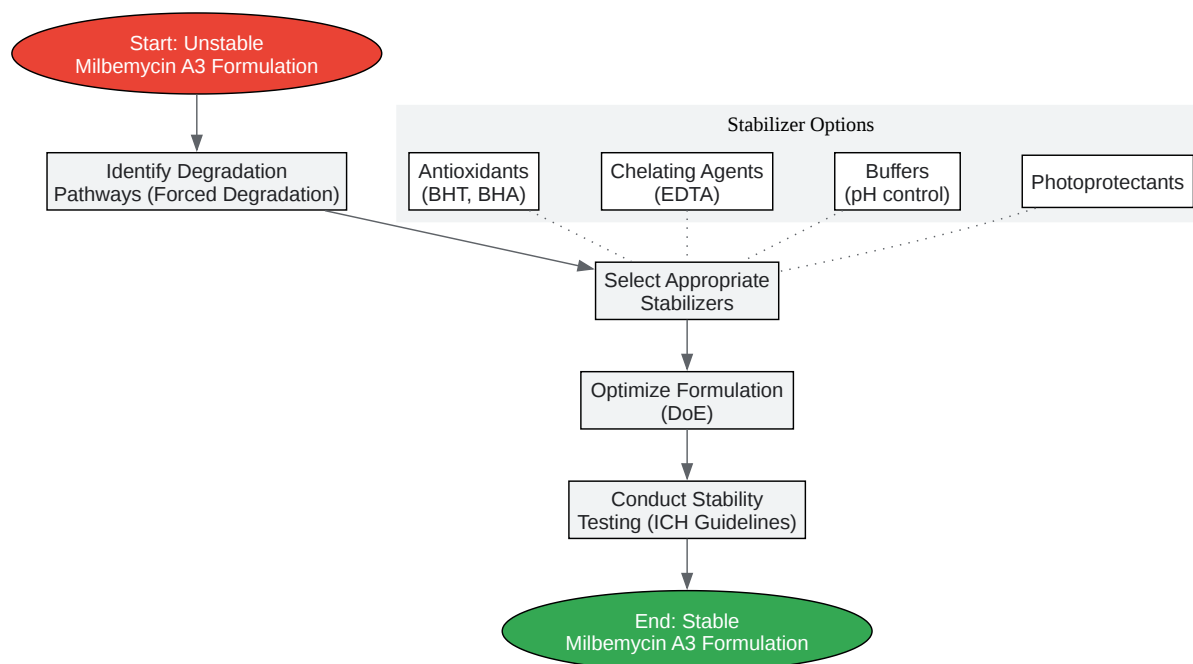 Start: Unstable
Milbemycin A3 Formulation
Stabilizer Options
Identify Degradation
Pathways (Forced Degradation)
Antioxidants
(BHT, BHA)
Chelating Agents
(EDTA)
Buffers
(pH control)
Photoprotectants
Select Appropriate
Stabilizers
Optimize Formulation
(DoE)
Conduct Stability
Testing (ICH Guidelines)
End: Stable
Milbemycin A3 Formulation